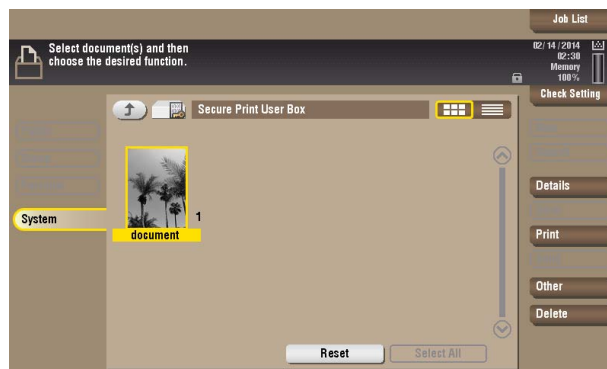 Job List
Select document(s) and then
choose the desired function.
02/14/2014
02:30
Memory
100%
Check Setting
Secure Print User Box
Details
System
1
document
Print
Other
Delete
Reset
Select All